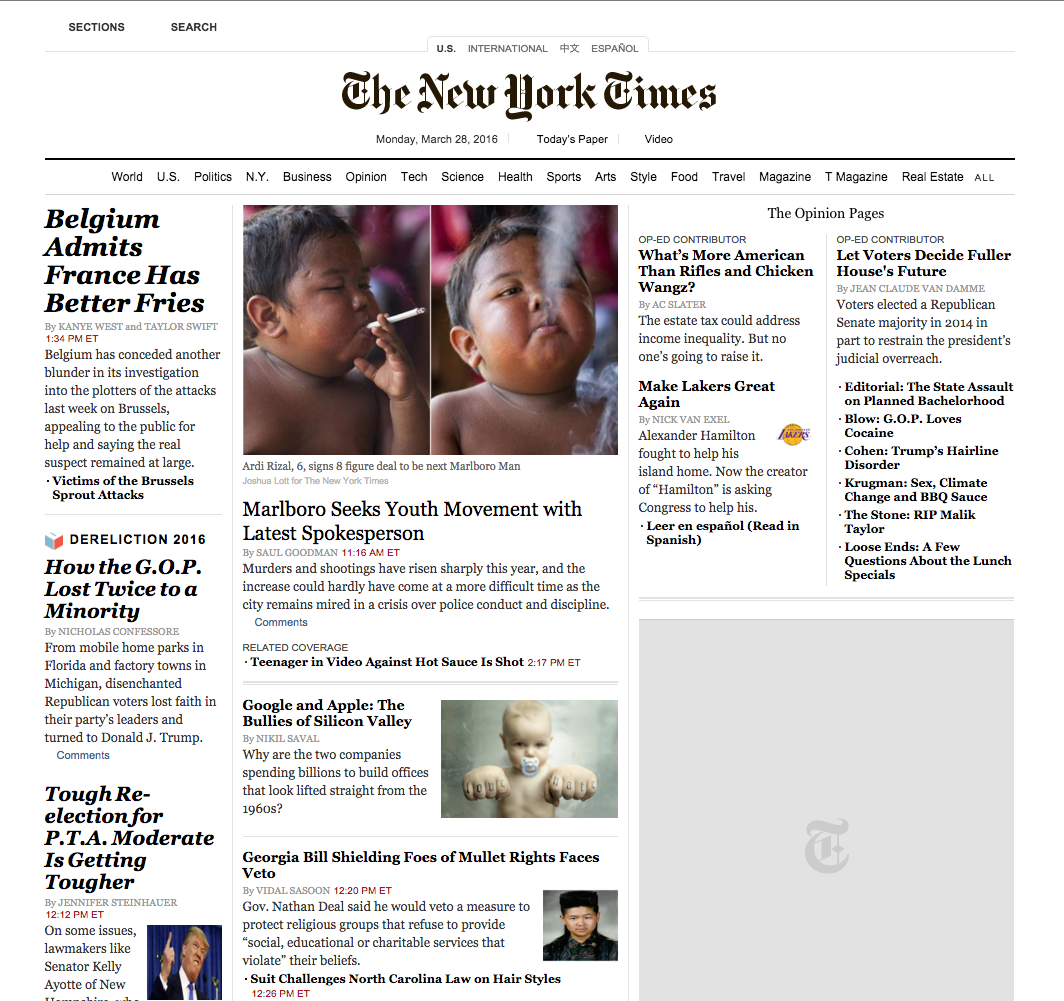 SECTIONS
SEARCH
U.S. INTERNATIONAL 中文 ESPAÑOL
The New York Times
Monday, March 28, 2016
Today's Paper
Video
World U.S. Politics N.Y. Business Opinion Tech Science Health Sports Arts Style Food Travel Magazine T Magazine Real Estate ALL
Belgium
Admits
France Has
Better Fries
By KANYE WEST and TAYLOR SWIFT
1:34 PM ET
Belgium has conceded another
blunder in its investigation
into the plotters of the attacks
last week on Brussels,
appealing to the public for
help and saying the real
suspect remained at large.
· Victims of the Brussels
Sprout Attacks
DERELICTION 2016
How the G.O.P.
Lost Twice to a
Minority
By NICHOLAS CONFESSORE
From mobile home parks in
Florida and factory towns in
Michigan, disenchanted
Republican voters lost faith in
their party's leaders and
turned to Donald J. Trump.
Comments
Tough Re-
election for
P.T.A. Moderate
Is Getting
Tougher
By JENNIFER STEINHAUER
12:12 PM ET
On some issues,
lawmakers like
Senator Kelly
Ayotte of New
Hampshire, who
Ardi Rizal, 6, signs 8 figure deal to be next Marlboro Man
Joshua Lott for The New York Times
Marlboro Seeks Youth Movement with
Latest Spokesperson
By SAUL GOODMAN 11:16 AM ET
Murders and shootings have risen sharply this year, and the
increase could hardly have come at a more difficult time as the
city remains mired in a crisis over police conduct and discipline.
Comments
RELATED COVERAGE
· Teenager in Video Against Hot Sauce Is Shot 2:17 PM ET
Google and Apple: The
Bullies of Silicon Valley
By NIKIL SAVAL
Why are the two companies
spending billions to build offices
that look lifted straight from the
1960s?
Georgia Bill Shielding Foes of Mullet Rights Faces
Veto
By VIDAL SASOON 12:20 PM ET
Gov. Nathan Deal said he would veto a measure to
protect religious groups that refuse to provide
“social, educational or charitable services that
violate” their beliefs.
· Suit Challenges North Carolina Law on Hair Styles
12:26 PM ET
The Opinion Pages
OP-ED CONTRIBUTOR
What's More American
Than Rifles and Chicken
Wangz?
By AC SLATER
The estate tax could address
income inequality. But no
one's going to raise it.
Make Lakers Great
Again
By NICK VAN EXEL
LAKERS
Alexander Hamilton
fought to help his
island home. Now the creator
of “Hamilton” is asking
Congress to help his.
· Leer en español (Read in
Spanish)
OP-ED CONTRIBUTOR
Let Voters Decide Fuller
House's Future
By JEAN CLAUDE VAN DAMME
Voters elected a Republican
Senate majority in 2014 in
part to restrain the president's
judicial overreach.
· Editorial: The State Assault
on Planned Bachelorhood
· Blow: G.O.P. Loves
Cocaine
· Cohen: Trump's Hairline
Disorder
· Krugman: Sex, Climate
Change and BBQ Sauce
· The Stone: RIP Malik
Taylor
· Loose Ends: A Few
Questions About the Lunch
Specials
T